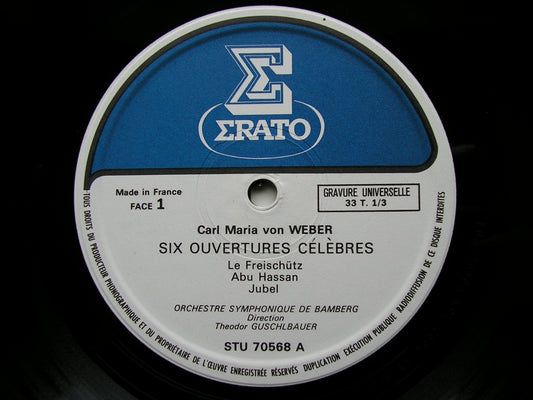 Σ
ΣRATO
Made in France
FACE 1
GRAVURE UNIVERSELLE
33 T. 1/3
Carl Maria von WEBER
SIX OUVERTURES CÉLÈBRES
Le Freischütz
Abu Hassan
Jubel
ORCHESTRE SYMPHONIQUE DE BAMBERG
Direction
Theodor GUSCHLBAUER
STU 70568 A
TOUS DROITS DU PRODUCTEUR PHONOGRAPHIQUE ET DU PROPRIÉTAIRE DE L'ŒUVRE ENREGISTRÉE RÉSERVÉS DUPLICATION EXÉCUTION PUBLIQUE RADIODIFFUSION DE CE DISQUE INTERDITES